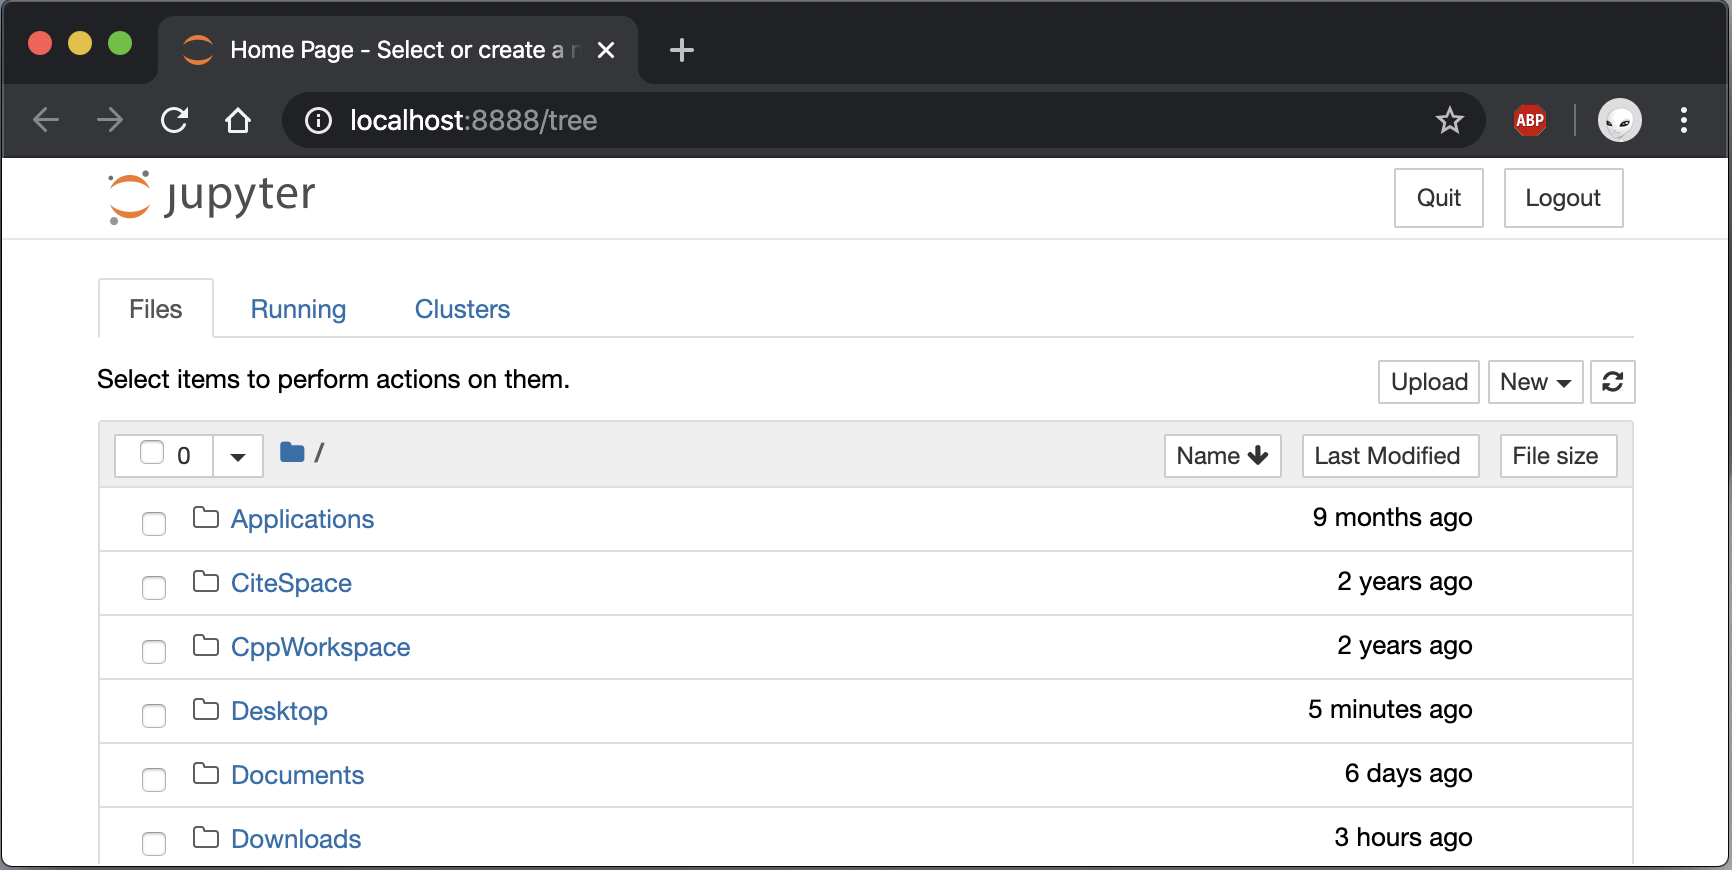 Home Page - Select or create a n
localhost:8888/tree
ABP
jupyter
Quit
Logout
Files
Running
Clusters
Select items to perform actions on them.
Upload
New
0
/
Name
Last Modified
File size
Applications
9 months ago
CiteSpace
2 years ago
CppWorkspace
2 years ago
Desktop
5 minutes ago
Documents
6 days ago
Downloads
3 hours ago